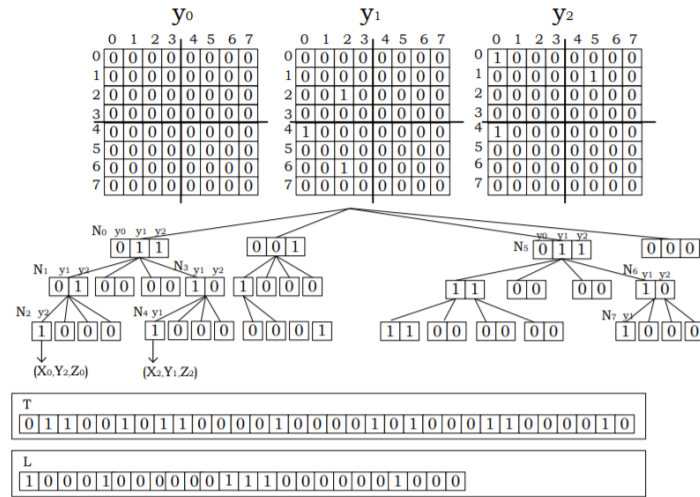 y0 y1 y2
0 1 2 3 4 5 6 7 0 1 2 3 4 5 6 7 0 1 2 3 4 5 6 7
0 0 0 0 0 0 0 0 0 0 0 0 0 0 0 0 0 0 1 0 0 0 0 0 0 0
1 0 0 0 0 0 0 0 0 1 0 0 0 0 0 0 0 0 1 0 0 0 0 0 1 0 0
2 0 0 0 0 0 0 0 0 2 0 0 1 0 0 0 0 0 2 0 0 0 0 0 0 0 0
3 0 0 0 0 0 0 0 0 3 0 0 0 0 0 0 0 0 3 0 0 0 0 0 0 0 0
4 0 0 0 0 0 0 0 0 4 1 0 0 0 0 0 0 0 4 1 0 0 0 0 0 0 0
5 0 0 0 0 0 0 0 0 5 0 0 0 0 0 0 0 0 5 0 0 0 0 0 0 0 0
6 0 0 0 0 0 0 0 0 6 0 0 1 0 0 0 0 0 6 0 0 0 0 0 0 0 0
7 0 0 0 0 0 0 0 0 7 0 0 0 0 0 0 0 0 7 0 0 0 0 0 0 0 0
N0 y0 y1 y2 y0 y1 y2
0 1 1 0 0 1 N5 0 1 1 0 0 0
N1 y1 y2 N3 y1 y2 N6 y1 y2
0 1 0 0 0 0 1 0 1 0 0 0 1 1 0 0 0 0 1 0
N2 y2 N4 y1 N7 y1
1 0 0 0 1 0 0 0 0 0 0 1 1 1 0 0 0 0 0 0 1 0 0 0
(X0,Y2,Z0) (X2,Y1,Z2)
T
0 1 1 0 0 1 0 1 1 0 0 0 0 1 0 0 0 0 1 0 1 0 0 0 1 1 0 0 0 0 1 0
L
1 0 0 0 1 0 0 0 0 0 0 1 1 1 0 0 0 0 0 0 1 0 0 0